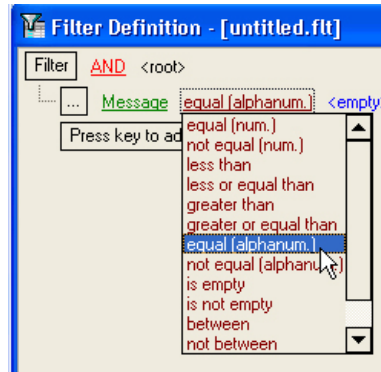 Filter Definition - [untitled.flt]
Filter AND <root>
... Message equal (alphanum.) <empty
Press key to ad
equal (num.)
not equal (num.)
less than
less or equal than
greater than
greater or equal than
equal (alphanum.)
not equal (alphanum.)
is empty
is not empty
between
not between